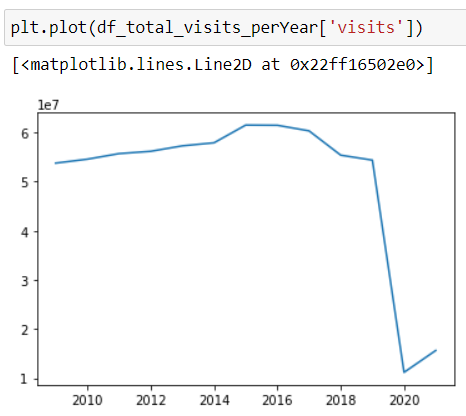 plt.plot(df_total_visits_perYear['visits'])
[<matplotlib.lines.Line2D at 0x22ff16502e0>]
1e7
6
5
4
3
2
1
2010 2012 2014 2016 2018 2020